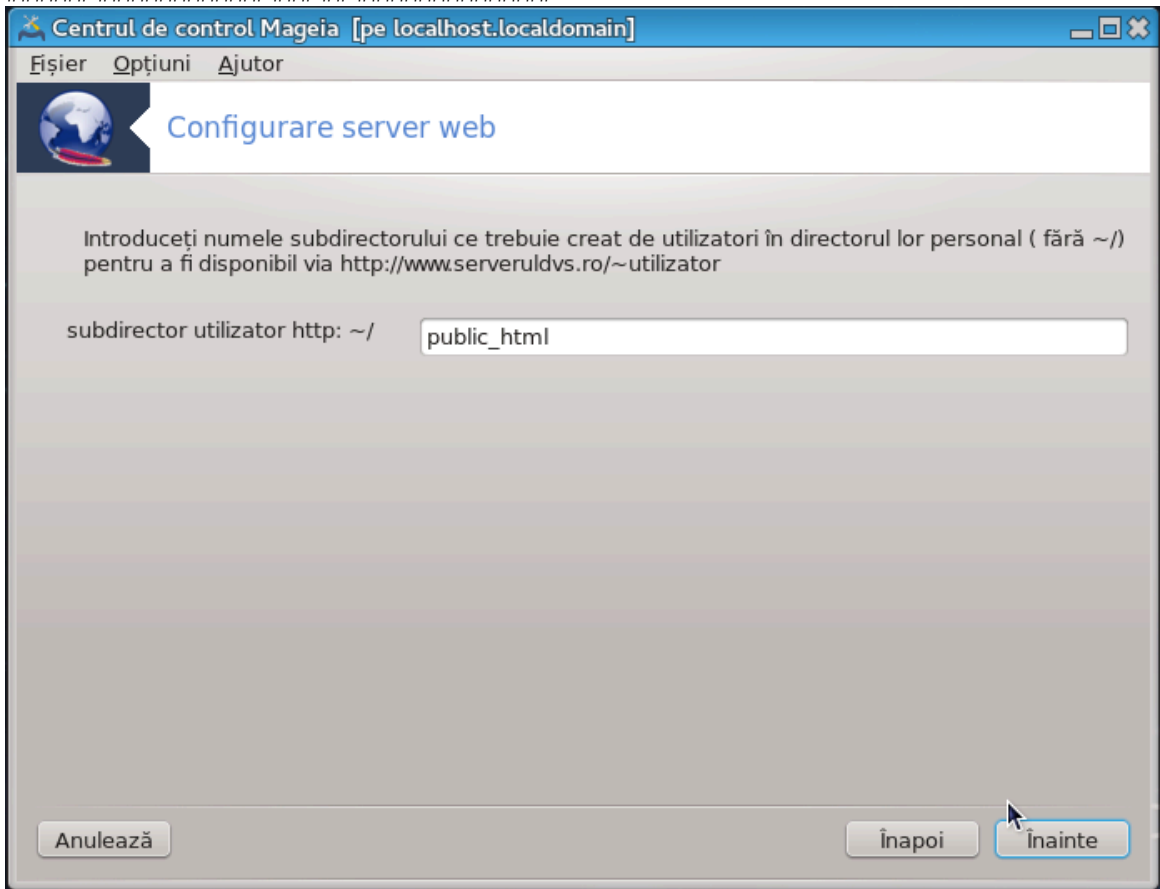 Centrul de control Mageia [pe localhost.localdomain]
Fișier Opțiuni Ajutor
Configurare server web
Introduceți numele subdirectorului ce trebuie creat de utilizatori în directorul lor personal ( fără ~/)
pentru a fi disponibil via http://www.serveruldvs.ro/~utilizator
subdirector utilizator http: ~/ public_html
Anulează Înapoi Înainte